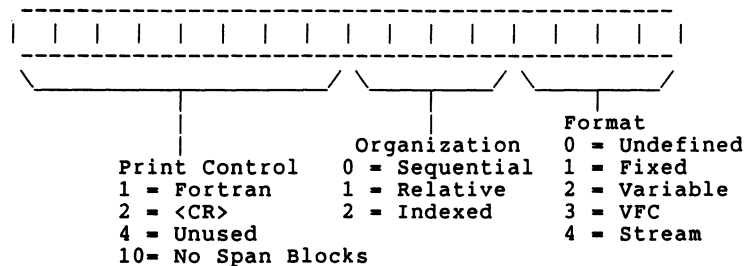 Format
Organization 0 = Undefined
Print Control 0 = Sequential 1 = Fixed
1 = Fortran 1 = Relative 2 = Variable
2 = <CR> 2 = Indexed 3 = VFC
4 = Unused 4 = Stream
10= No Span Blocks